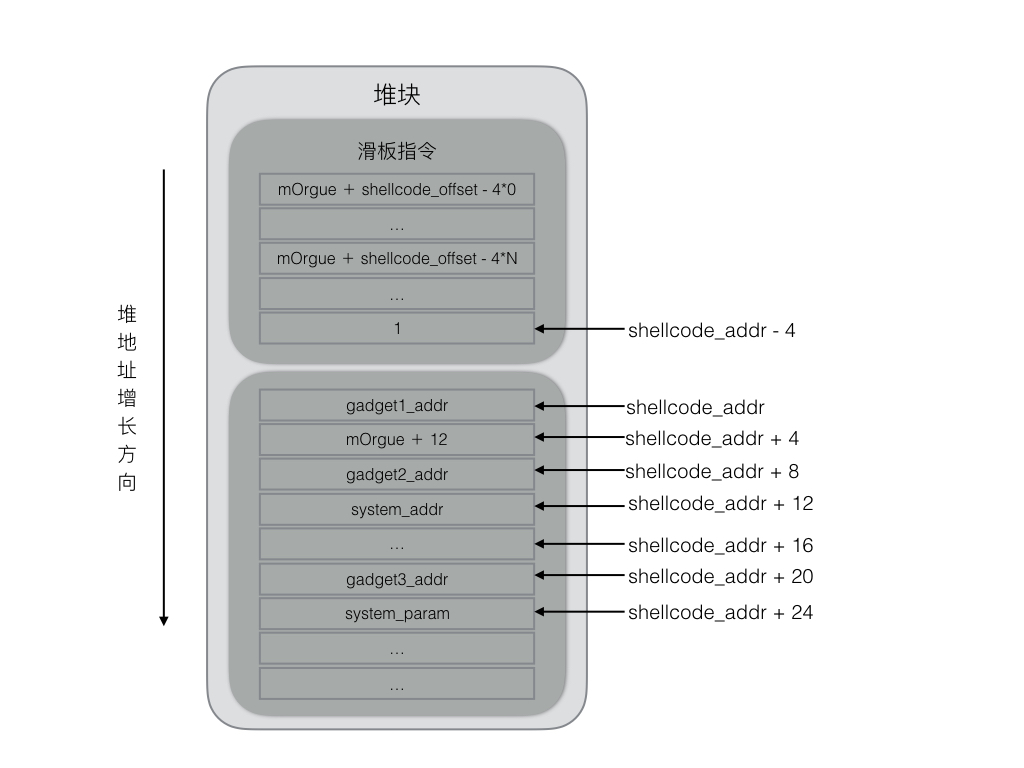 堆块
滑板指令
mOrgue + shellcode_offset - 4*0
...
mOrgue + shellcode_offset - 4*N
...
1
shellcode_addr - 4
堆地址增长方向
gadget1_addr
shellcode_addr
mOrgue + 12
shellcode_addr + 4
gadget2_addr
shellcode_addr + 8
system_addr
shellcode_addr + 12
...
shellcode_addr + 16
gadget3_addr
shellcode_addr + 20
system_param
shellcode_addr + 24
...
...